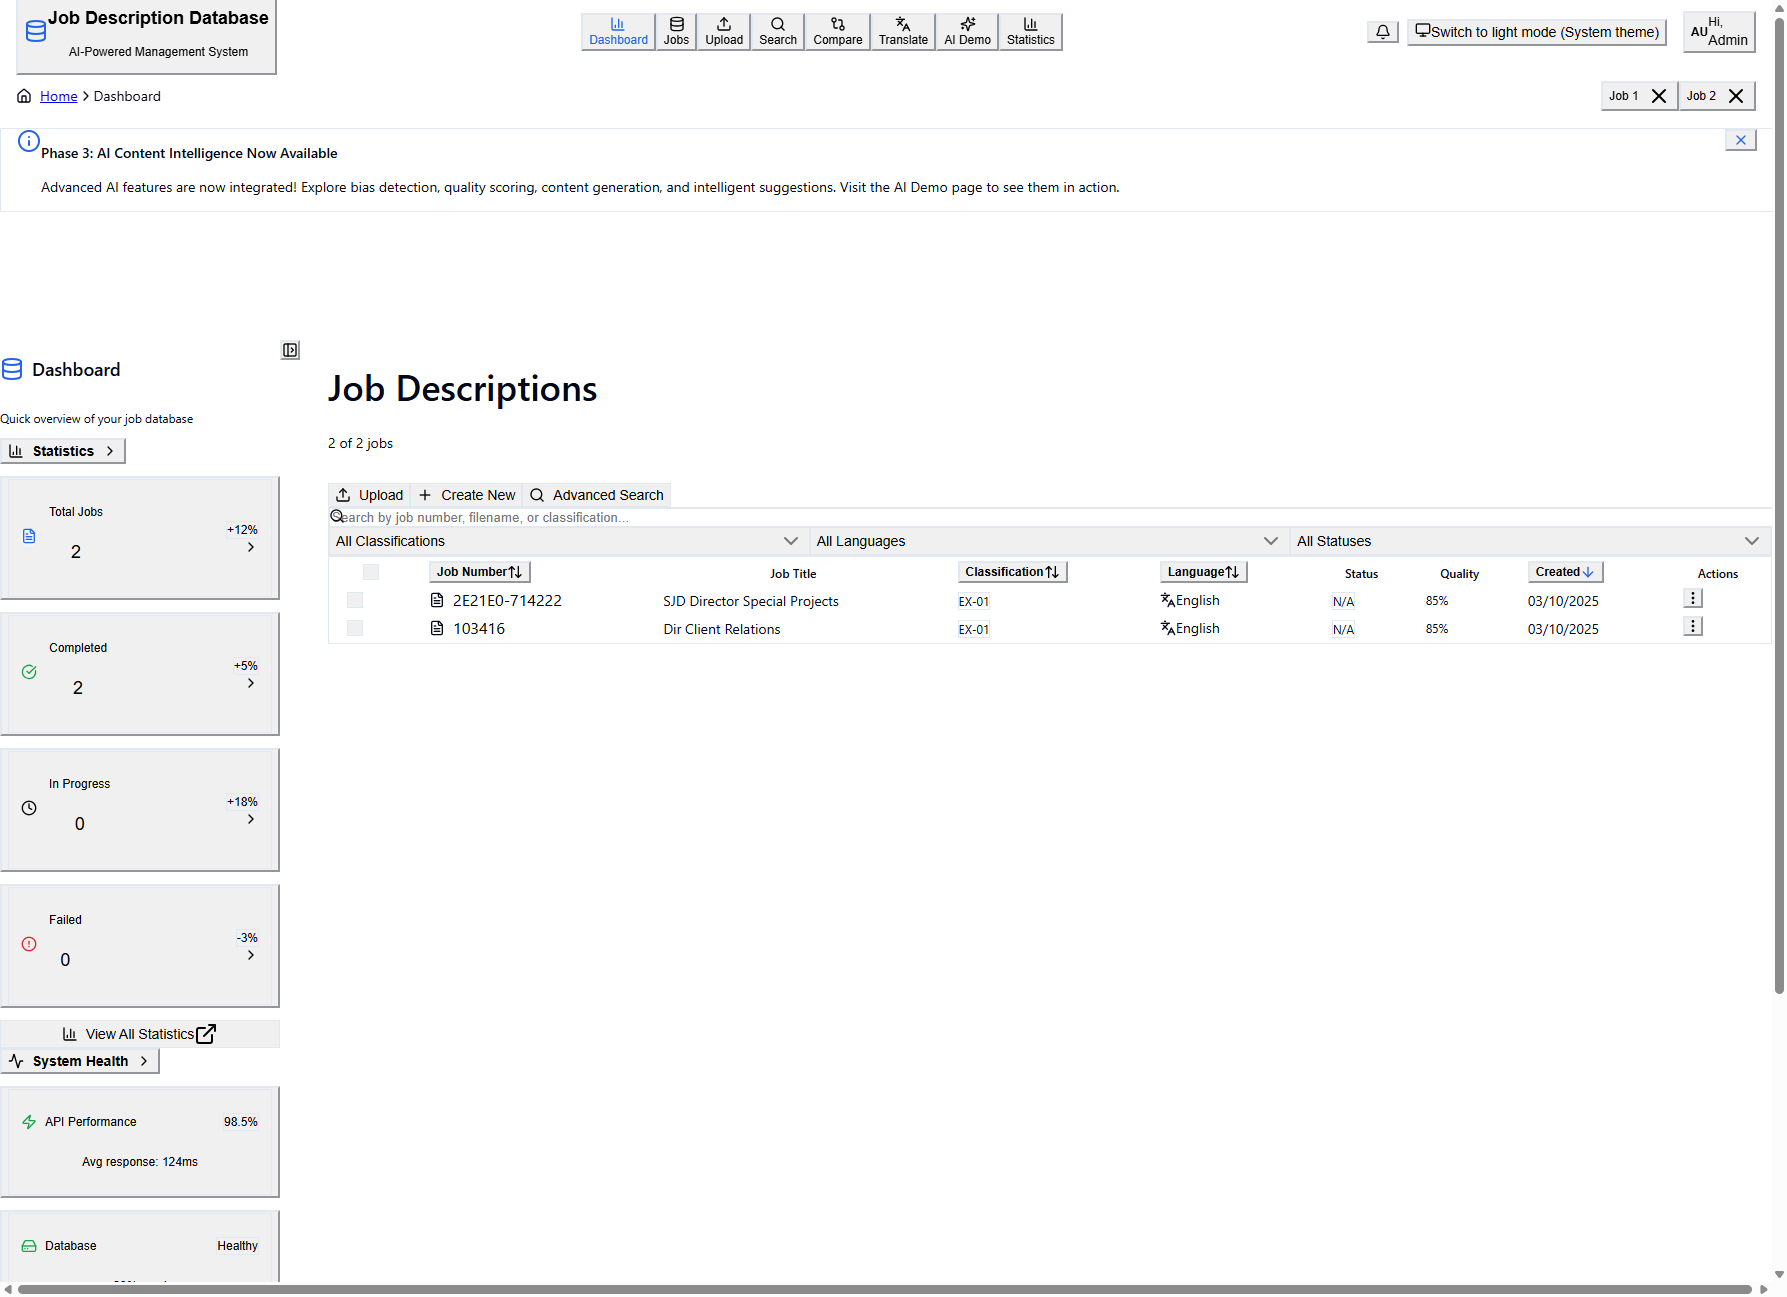 Job Description Database
AI-Powered Management System
Dashboard
Jobs
Upload
Search
Compare
Translate
AI Demo
Statistics
Switch to light mode (System theme)
AU
Hi,
Admin
Home
Dashboard
Job 1
Job 2
Phase 3: AI Content Intelligence Now Available
Advanced AI features are now integrated! Explore bias detection, quality scoring, content generation, and intelligent suggestions. Visit the AI Demo page to see them in action.
Dashboard
Quick overview of your job database
Statistics
Total Jobs
2
+12%
Completed
2
+5%
In Progress
0
+18%
Failed
0
-3%
View All Statistics
System Health
API Performance
98.5%
Avg response: 124ms
Database
Healthy
Job Descriptions
2 of 2 jobs
Upload
Create New
Advanced Search
Search by job number, filename, or classification...
All Classifications
All Languages
All Statuses
Job Number Job Title Classification Language Status Quality Created Actions
2E21E0-714222 SJD Director Special Projects EX-01 English N/A 85% 03/10/2025
103416 Dir Client Relations EX-01 English N/A 85% 03/10/2025